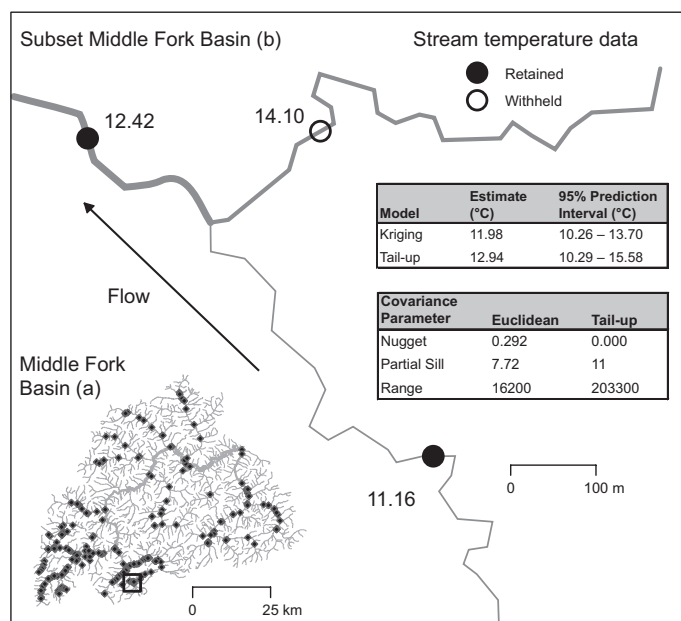 Subset Middle Fork Basin (b)
Stream temperature data
Retained
Withheld
12.42
14.10
Model Estimate (°C) 95% Prediction Interval (°C)
Kriging 11.98 10.26 – 13.70
Tail-up 12.94 10.29 – 15.58
Flow
Covariance Parameter Euclidean Tail-up
Nugget 0.292 0.000
Partial Sill 7.72 11
Range 16200 203300
Middle Fork
Basin (a)
11.16
0 100 m
0 25 km